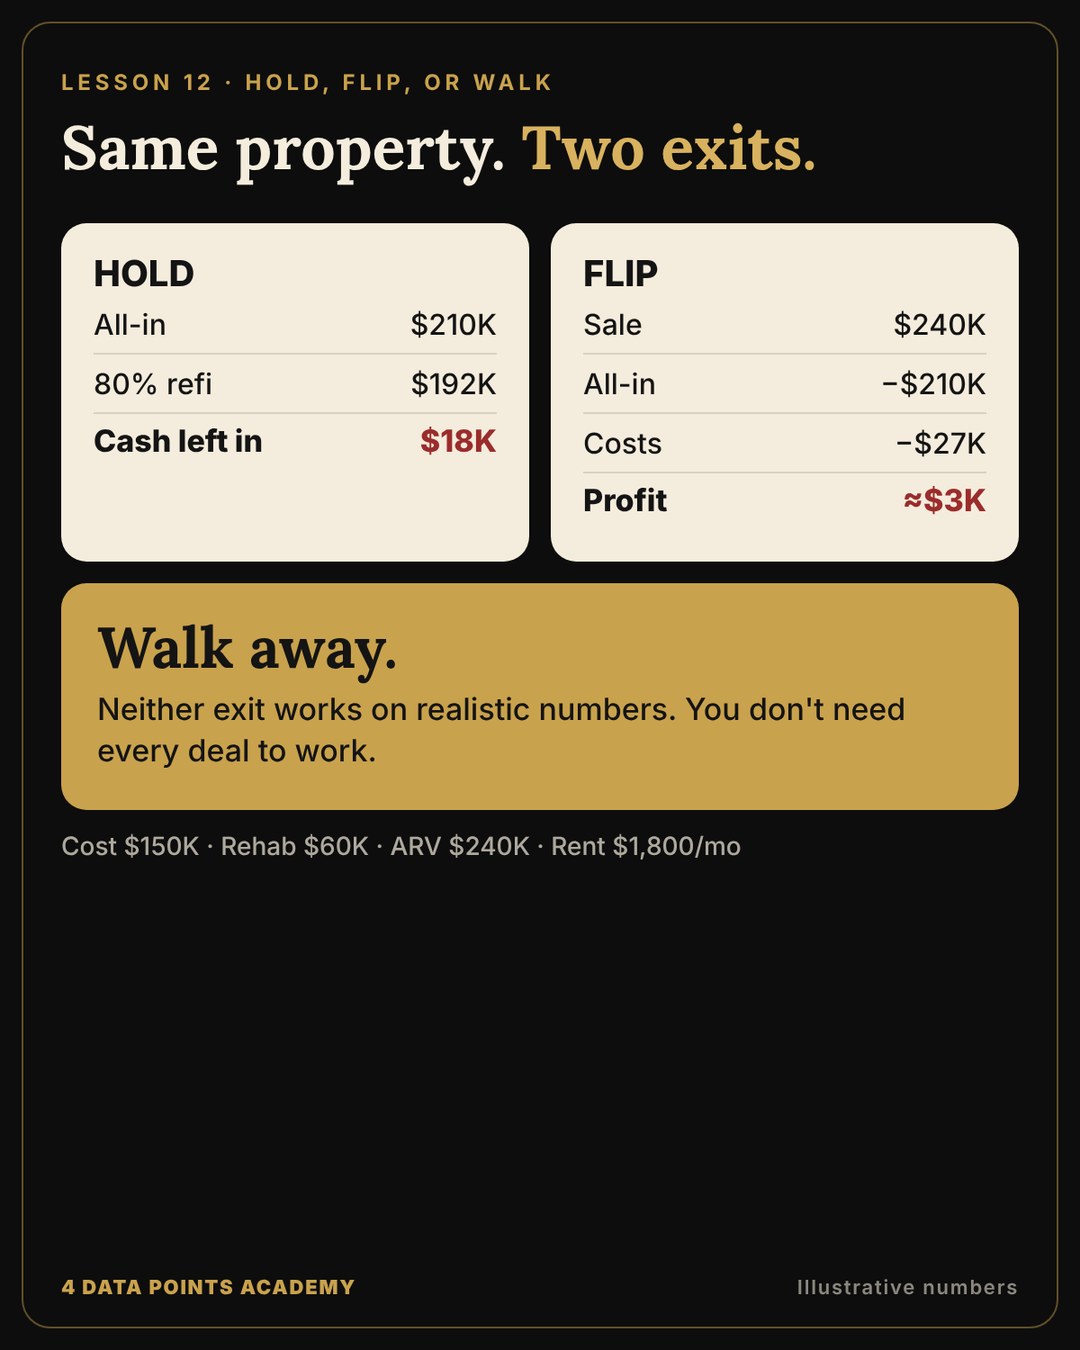 LESSON 12 · HOLD, FLIP, OR WALK
Same property. Two exits.
HOLD
All-in $210K
80% refi $192K
Cash left in $18K
FLIP
Sale $240K
All-in −$210K
Costs −$27K
Profit ≈$3K
Walk away.
Neither exit works on realistic numbers. You don't need
every deal to work.
Cost $150K · Rehab $60K · ARV $240K · Rent $1,800/mo
4 DATA POINTS ACADEMY
Illustrative numbers